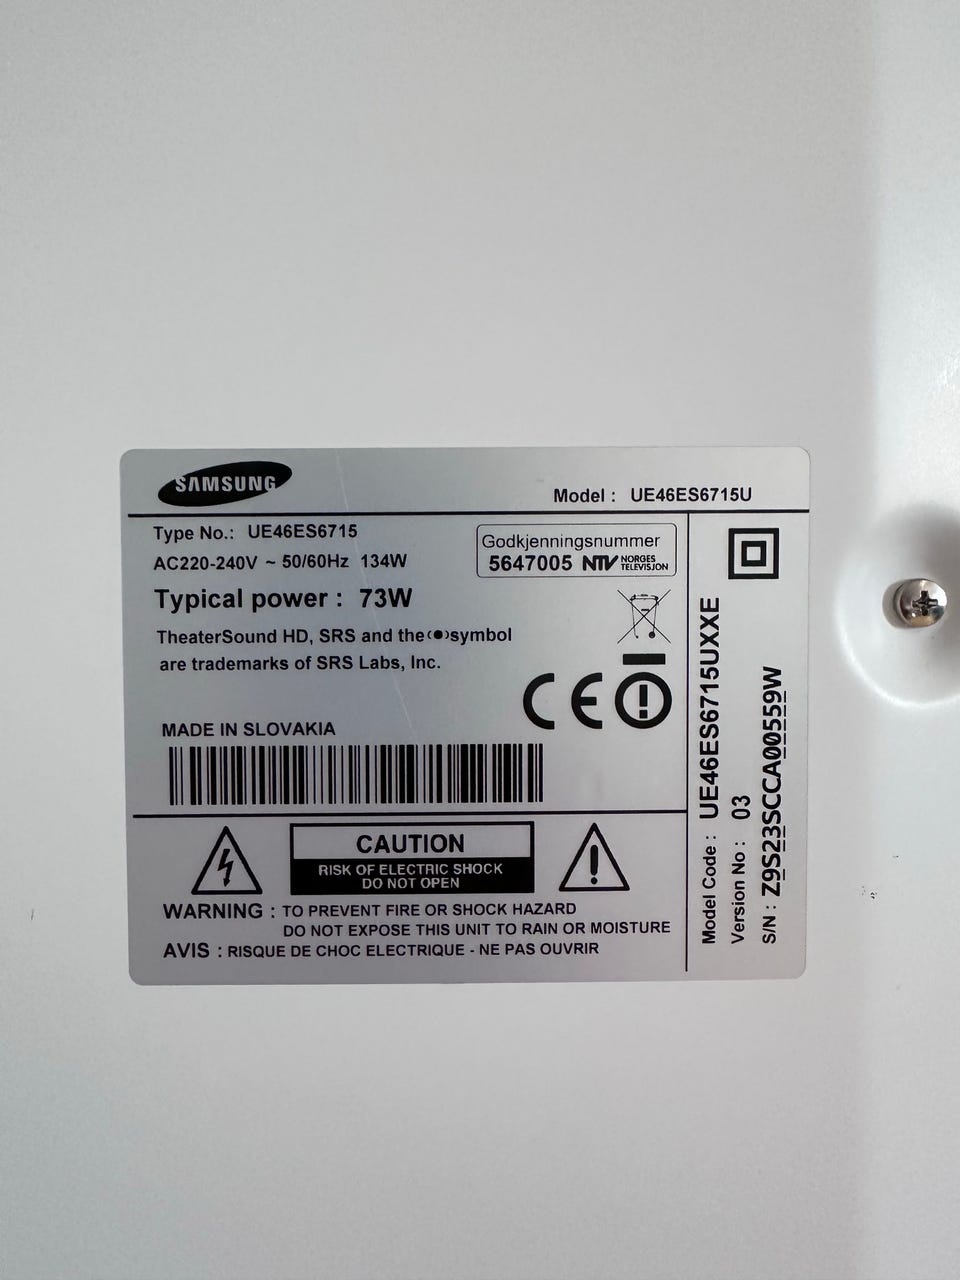 SAMSUNG
Model : UE46ES6715U
Type No.: UE46ES6715
AC220-240V ~ 50/60Hz 134W
Typical power : 73W
Godkjenningsnummer
5647005 NTV NORGES TELEVISJON
TheaterSound HD, SRS and the (●) symbol
are trademarks of SRS Labs, Inc.
MADE IN SLOVAKIA
CE
CAUTION
RISK OF ELECTRIC SHOCK
DO NOT OPEN
WARNING : TO PREVENT FIRE OR SHOCK HAZARD
DO NOT EXPOSE THIS UNIT TO RAIN OR MOISTURE
AVIS : RISQUE DE CHOC ELECTRIQUE - NE PAS OUVRIR
Model Code : UE46ES6715UXXE
Version No : 03
S/N : Z9S23SCCA00559W